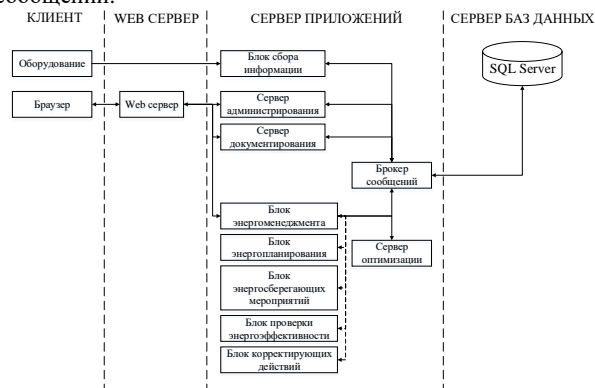 сообщений.
КЛИЕНТ
WEB СЕРВЕР
СЕРВЕР ПРИЛОЖЕНИЙ
СЕРВЕР БАЗ ДАННЫХ
Оборудование
Блок сбора
информации
SQL Server
Браузер
Web сервер
Сервер
администрирования
Сервер
документирования
Брокер
сообщений
Блок
энергоменеджмента
Блок
энергопланирования
Сервер
оптимизации
Блок
энергосберегающих
мероприятий
Блок проверки
энергоэффективности
Блок корректирующих
действий